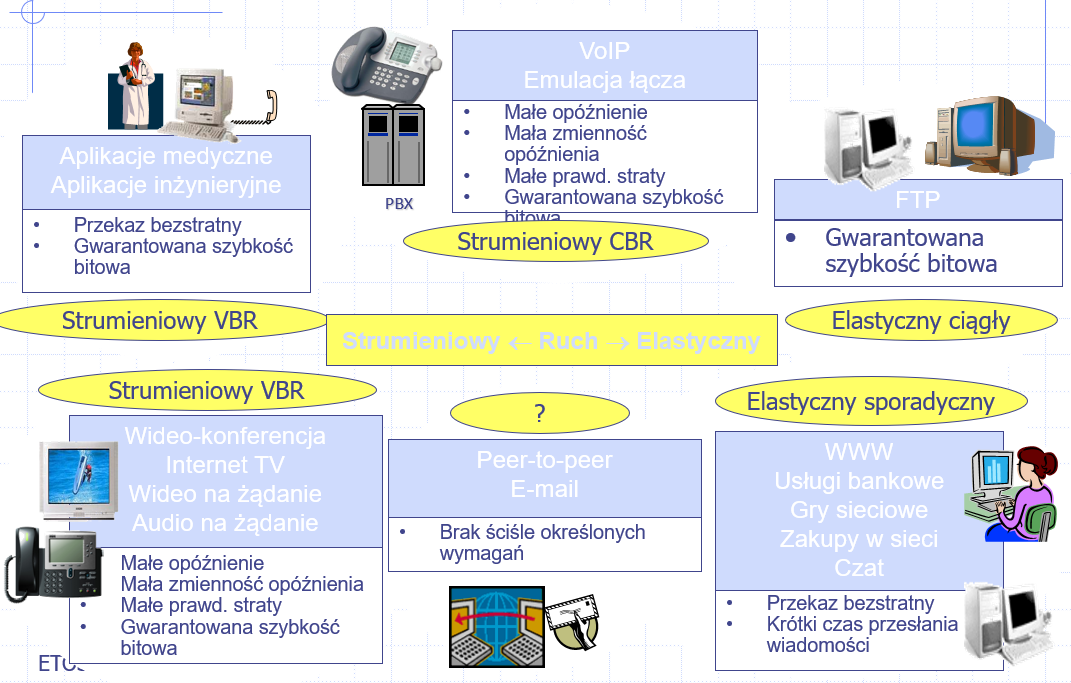 VoIP
Emulacja łącza
• Małe opóźnienie
• Mała zmienność
opóźnienia
• Małe prawd. straty
• Gwarantowana szybkość
bitowa
PBX
Strumieniowy CBR
Aplikacje medyczne
Aplikacje inżynieryjne
• Przekaz bezstratny
• Gwarantowana szybkość
bitowa
Strumieniowy VBR
FTP
• Gwarantowana
szybkość bitowa
Elastyczny ciągły
Strumieniowy ← Ruch → Elastyczny
Strumieniowy VBR
Wideo-konferencja
Internet TV
Wideo na żądanie
Audio na żądanie
Małe opóźnienie
Mała zmienność opóźnienia
• Małe prawd. straty
• Gwarantowana szybkość
bitowa
?
Peer-to-peer
E-mail
• Brak ściśle określonych
wymagań
Elastyczny sporadyczny
WWW
Usługi bankowe
Gry sieciowe
Zakupy w sieci
Czat
• Przekaz bezstratny
• Krótki czas przesłania
wiadomości